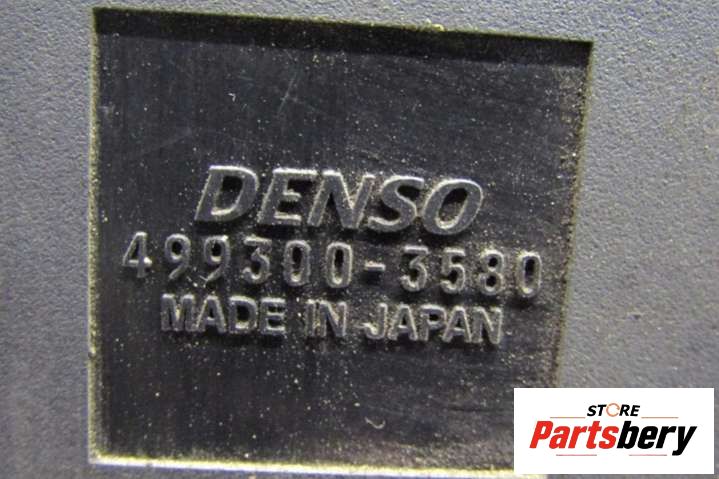 DENSO
499300-3580
MADE IN JAPAN
STORE
Partsbery